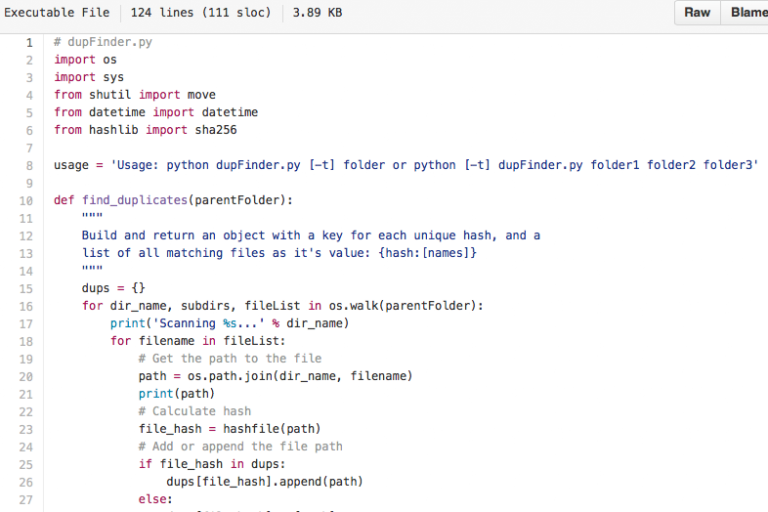 Executable File 124 lines (111 sloc) 3.89 KB Raw Blame
1 # dupFinder.py
2 import os
3 import sys
4 from shutil import move
5 from datetime import datetime
6 from hashlib import sha256
7
8 usage = 'Usage: python dupFinder.py [-t] folder or python [-t] dupFinder.py folder1 folder2 folder3'
9
10 def find_duplicates(parentFolder):
11 """
12 Build and return an object with a key for each unique hash, and a
13 list of all matching files as it's value: {hash:[names]}
14 """
15 dups = {}
16 for dir_name, subdirs, fileList in os.walk(parentFolder):
17 print('Scanning %s...' % dir_name)
18 for filename in fileList:
19 # Get the path to the file
20 path = os.path.join(dir_name, filename)
21 print(path)
22 # Calculate hash
23 file_hash = hashfile(path)
24 # Add or append the file path
25 if file_hash in dups:
26 dups[file_hash].append(path)
27 else: